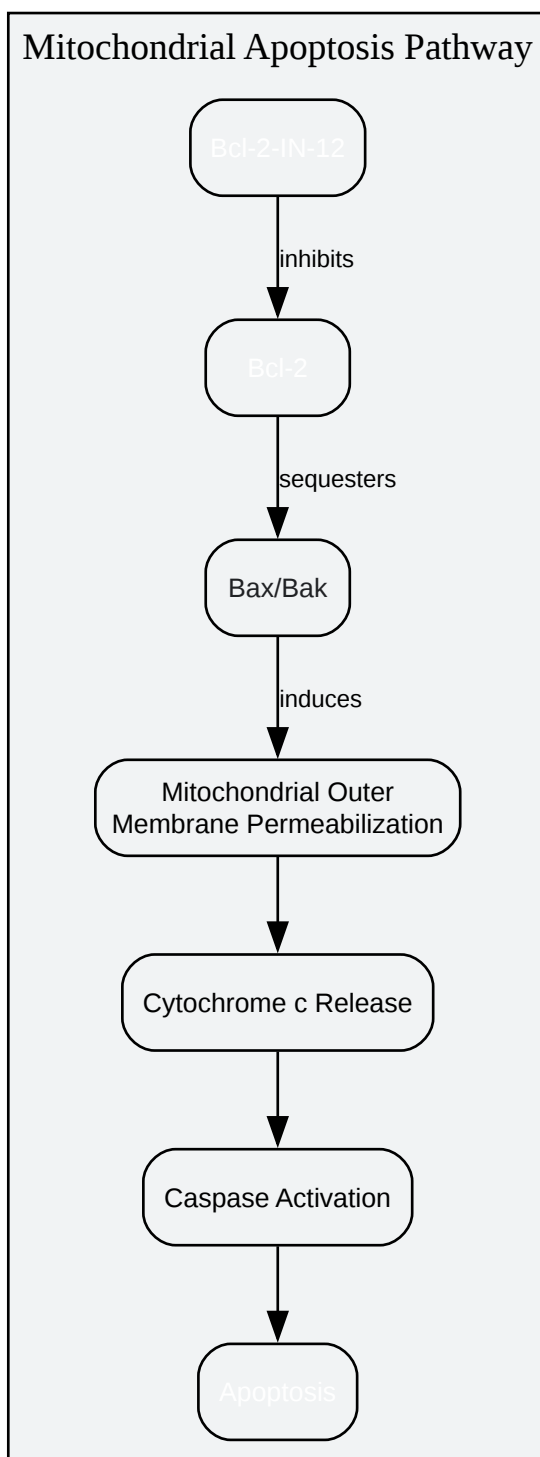 Mitochondrial Apoptosis Pathway
Bcl-2-IN-12
inhibits
Bcl-2
sequesters
Bax/Bak
induces
Mitochondrial Outer
Membrane Permeabilization
Cytochrome c Release
Caspase Activation
Apoptosis